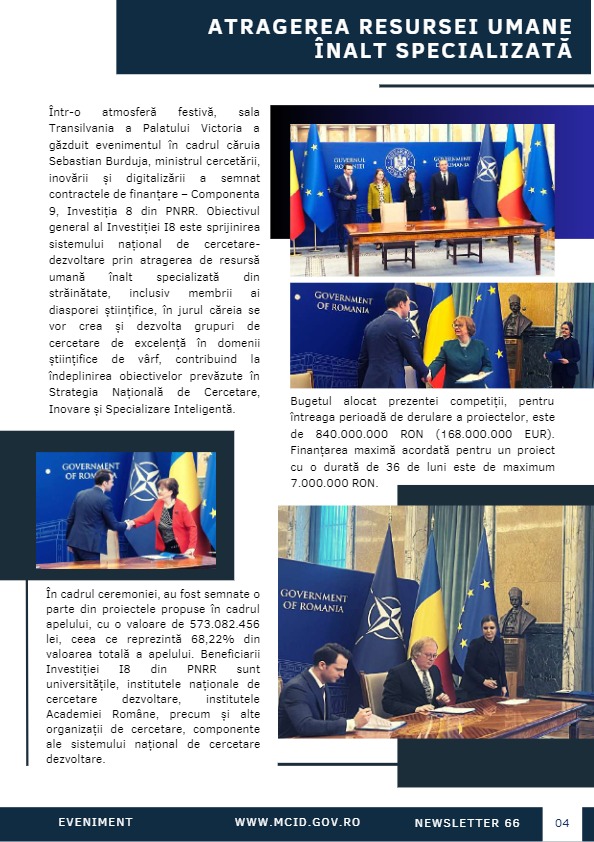 ATRAGEREA RESURSEI UMANE
ÎNALT SPECIALIZATĂ
Într-o atmosferă festivă, sala
Transilvania a Palatului Victoria a
găzduit evenimentul în cadrul căruia
Sebastian Burduja, ministrul cercetării,
inovării și digitalizării a semnat
contractele de finanțare – Componenta
9, Investiția 8 din PNRR. Obiectivul
general al Investiției I8 este sprijinirea
sistemului național de cercetare-
dezvoltare prin atragerea de resursă
umană înalt specializată din
străinătate, inclusiv membrii ai
diasporei științifice, în jurul căreia se
vor crea și dezvolta grupuri de
cercetare de excelență în domenii
științifice de vârf, contribuind la
îndeplinirea obiectivelor prevăzute în
Strategia Națională de Cercetare,
Inovare și Specializare Inteligentă.
GUVERNUL
ROMÂNIEI
GOVERNMENT
OF ROMANIA
GOVERNMENT
OF ROMANIA
Bugetul alocat prezentei competiții, pentru
întreaga perioadă de derulare a proiectelor, este
de 840.000.000 RON (168.000.000 EUR).
Finanțarea maximă acordată pentru un proiect
cu o durată de 36 de luni este de maximum
7.000.000 RON.
GOVERNMENT
OF ROMANIA
GOVERNMENT
OF ROMANIA
În cadrul ceremoniei, au fost semnate o
parte din proiectele propuse în cadrul
apelului, cu o valoare de 573.082.456
lei, ceea ce reprezintă 68,22% din
valoarea totală a apelului. Beneficiarii
Investiției I8 din PNRR sunt
universitățile, institutele naționale de
cercetare dezvoltare, institutele
Academiei Române, precum și alte
organizații de cercetare, componente
ale sistemului național de cercetare
dezvoltare.
EVENIMENT
WWW.MCID.GOV.RO
NEWSLETTER 66
04